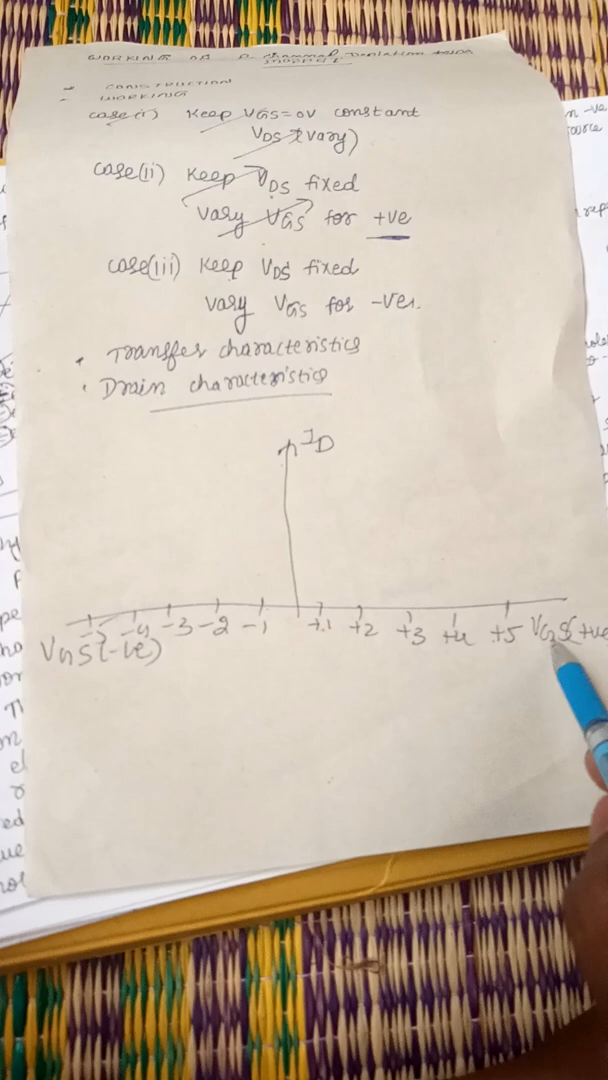 WORKING OF P-channel Depletion type
MOSFET
CONSTRUCTION
WORKING
case(i) Keep VGS=0V constant
VDS (vary)
case(ii) Keep VDS fixed
vary VGS for +ve
case(iii) Keep VDS fixed
vary VGS for -ve.
Transfer characteristics
Drain characteristics
ID
-5 -4 -3 -2 -1 +1 +2 +3 +4 +5 VGS(+ve
VGS(-ve)